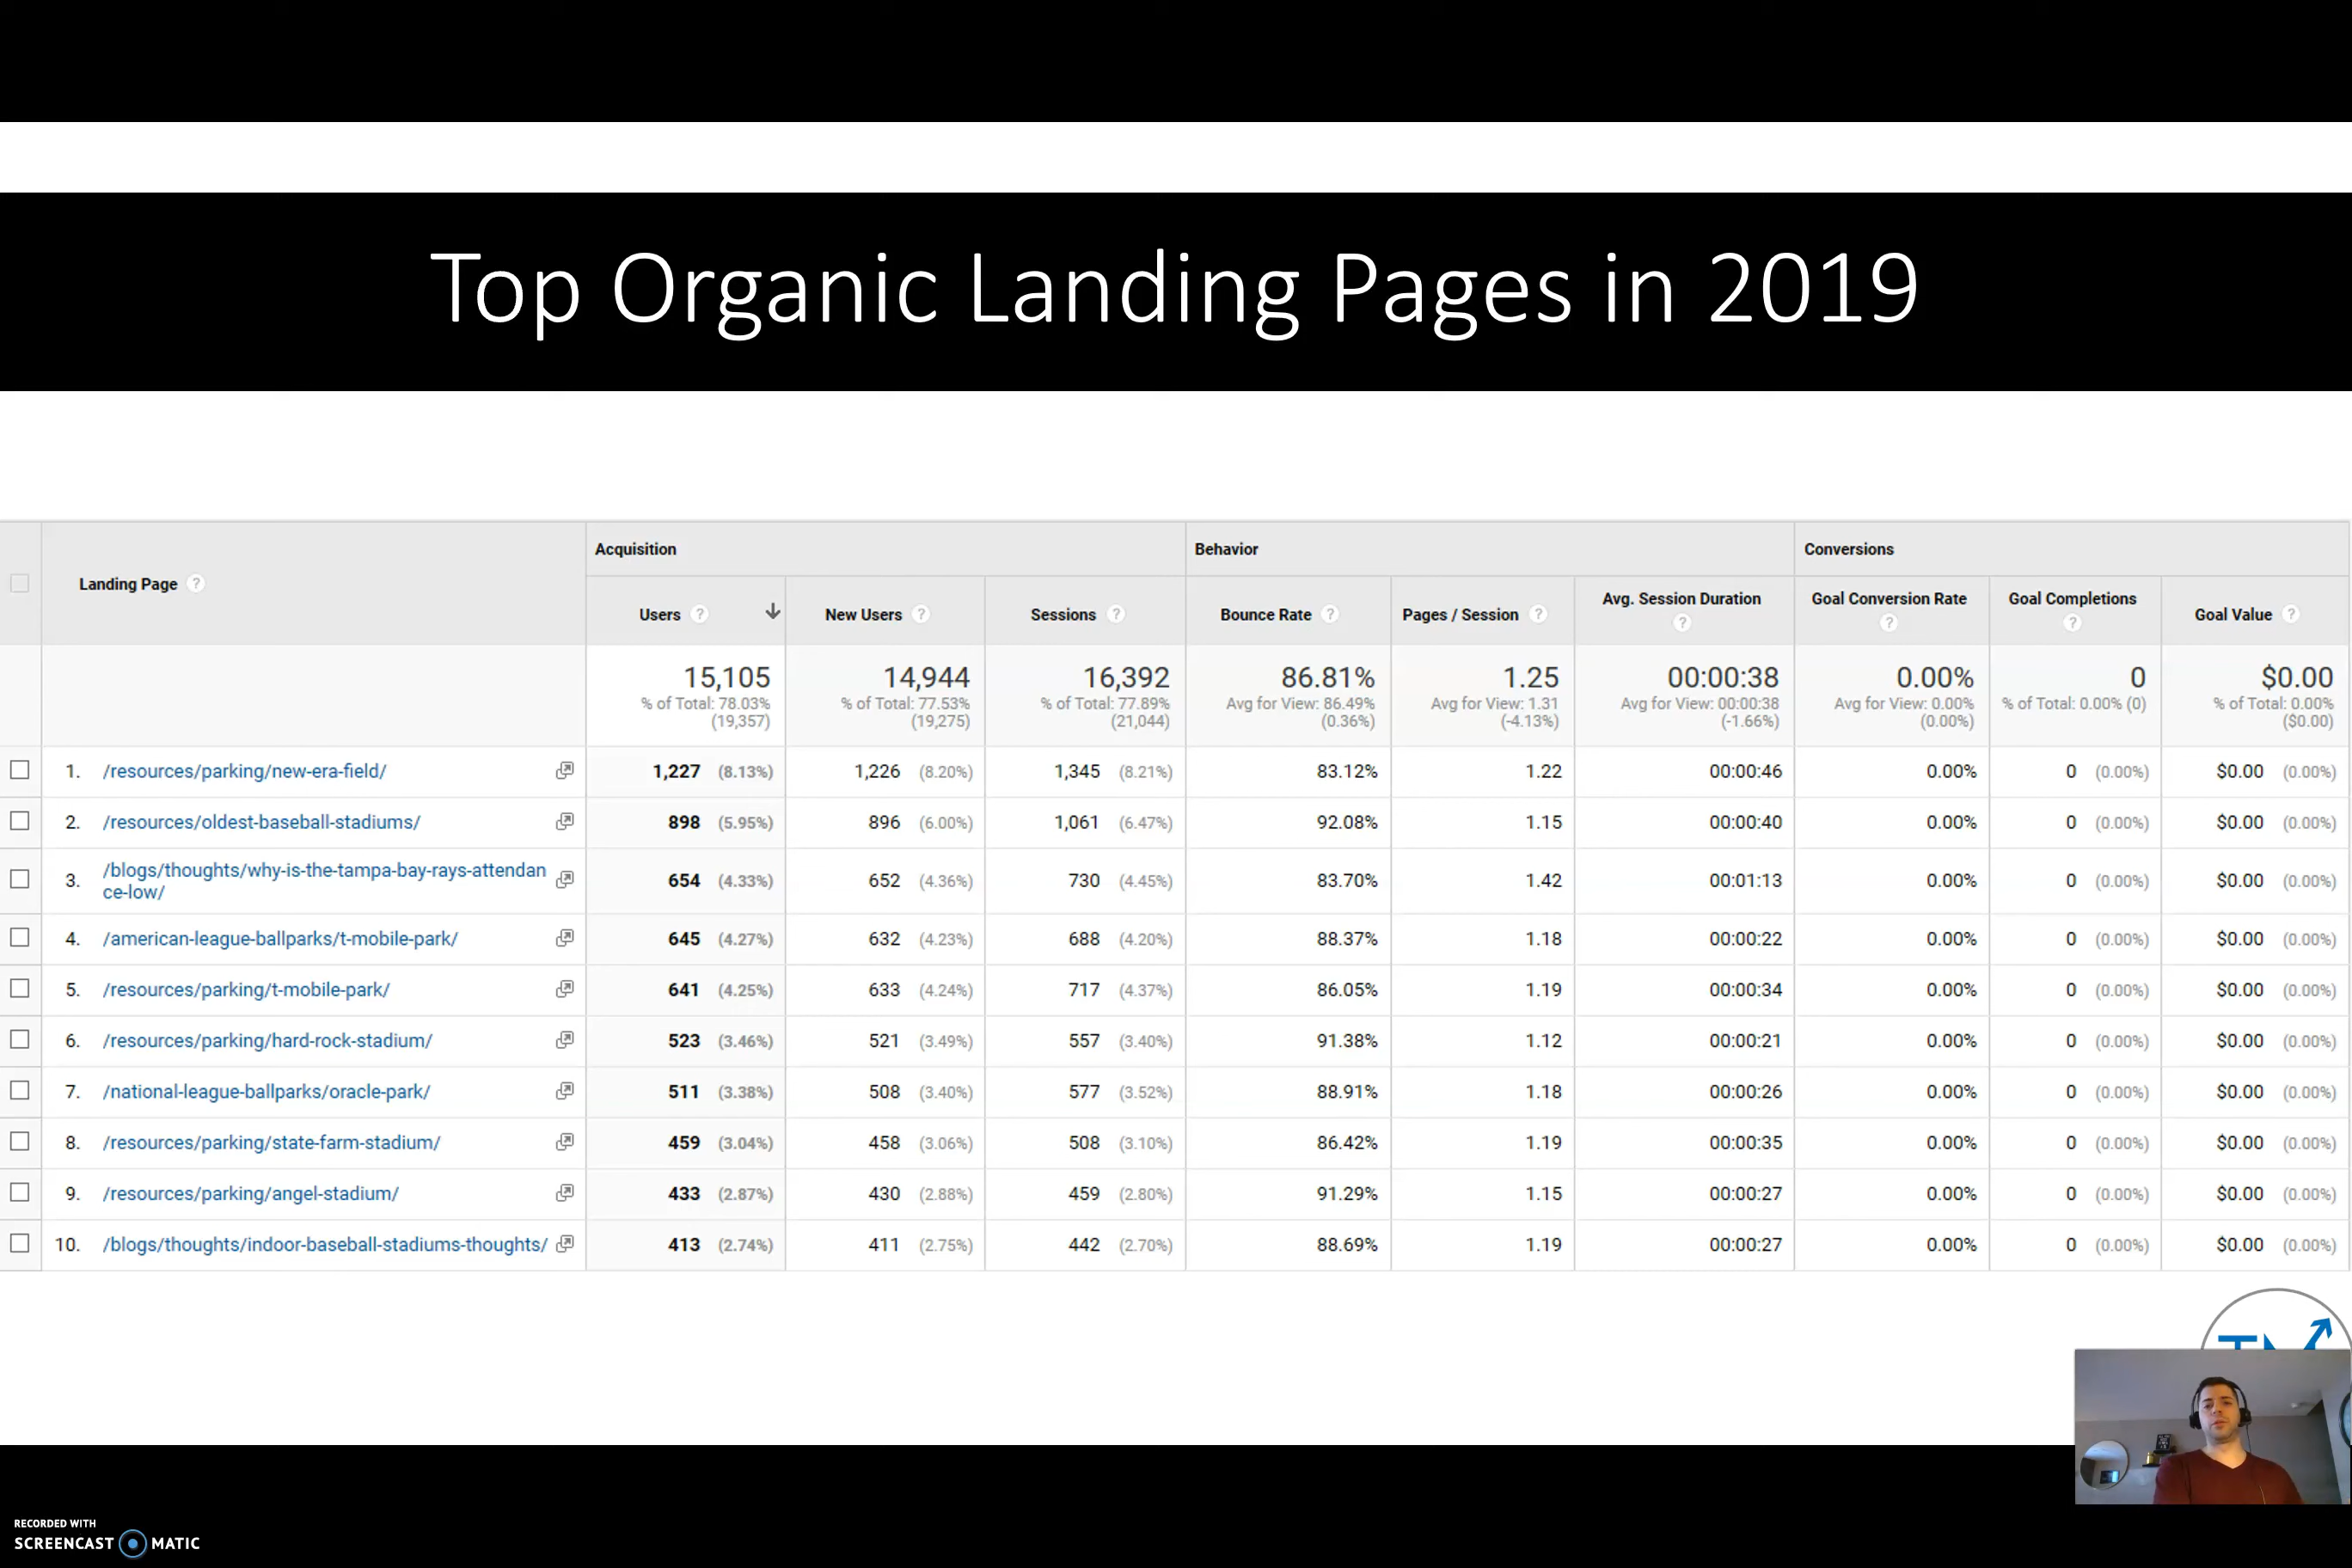 Top Organic Landing Pages in 2019
Landing Page ? Acquisition Behavior Conversions
Users ? New Users ? Sessions ? Bounce Rate ? Pages / Session ? Avg. Session Duration ? Goal Conversion Rate ? Goal Completions ? Goal Value ?
15,105 14,944 16,392 86.81% 1.25 00:00:38 0.00% 0 $0.00
% of Total: 78.03% % of Total: 77.53% % of Total: 77.89% Avg for View: 86.49% Avg for View: 1.31 Avg for View: 00:00:38 Avg for View: 0.00% % of Total: 0.00% (0) % of Total: 0.00%
(19,357) (19,275) (21,044) (0.36%) (-4.13%) (-1.66%) (0.00%) ($0.00)
1. /resources/parking/new-era-field/ 1,227 (8.13%) 1,226 (8.20%) 1,345 (8.21%) 83.12% 1.22 00:00:46 0.00% 0 (0.00%) $0.00 (0.00%)
2. /resources/oldest-baseball-stadiums/ 898 (5.95%) 896 (6.00%) 1,061 (6.47%) 92.08% 1.15 00:00:40 0.00% 0 (0.00%) $0.00 (0.00%)
3. /blogs/thoughts/why-is-the-tampa-bay-rays-attendan
ce-low/ 654 (4.33%) 652 (4.36%) 730 (4.45%) 83.70% 1.42 00:01:13 0.00% 0 (0.00%) $0.00 (0.00%)
4. /american-league-ballparks/t-mobile-park/ 645 (4.27%) 632 (4.23%) 688 (4.20%) 88.37% 1.18 00:00:22 0.00% 0 (0.00%) $0.00 (0.00%)
5. /resources/parking/t-mobile-park/ 641 (4.25%) 633 (4.24%) 717 (4.37%) 86.05% 1.19 00:00:34 0.00% 0 (0.00%) $0.00 (0.00%)
6. /resources/parking/hard-rock-stadium/ 523 (3.46%) 521 (3.49%) 557 (3.40%) 91.38% 1.12 00:00:21 0.00% 0 (0.00%) $0.00 (0.00%)
7. /national-league-ballparks/oracle-park/ 511 (3.38%) 508 (3.40%) 577 (3.52%) 88.91% 1.18 00:00:26 0.00% 0 (0.00%) $0.00 (0.00%)
8. /resources/parking/state-farm-stadium/ 459 (3.04%) 458 (3.06%) 508 (3.10%) 86.42% 1.19 00:00:35 0.00% 0 (0.00%) $0.00 (0.00%)
9. /resources/parking/angel-stadium/ 433 (2.87%) 430 (2.88%) 459 (2.80%) 91.29% 1.15 00:00:27 0.00% 0 (0.00%) $0.00 (0.00%)
10. /blogs/thoughts/indoor-baseball-stadiums-thoughts/ 413 (2.74%) 411 (2.75%) 442 (2.70%) 88.69% 1.19 00:00:27 0.00% 0 (0.00%) $0.00 (0.00%)
RECORDED WITH
SCREENCAST MATIC